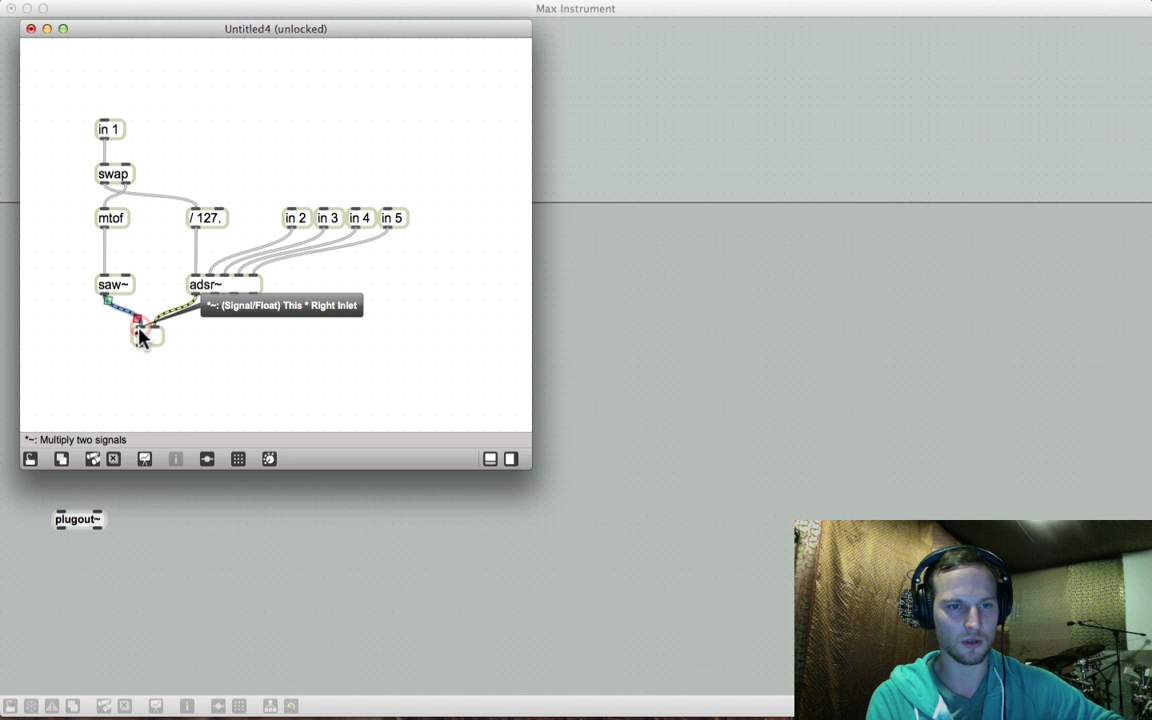 Max Instrument
Untitled4 (unlocked)
in 1
swap
mtof
/ 127.
in 2
in 3
in 4
in 5
saw~
adsr~
*~: (Signal/Float) This * Right Inlet
*~: Multiply two signals
plugout~